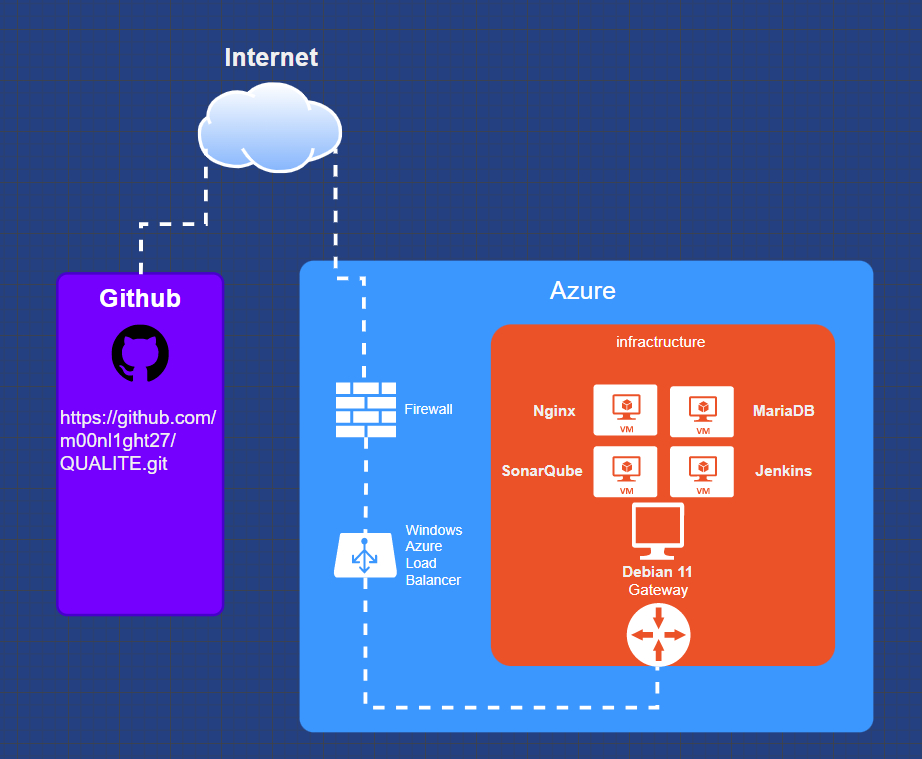 Internet
Github
https://github.com/
m00nl1ght27/
QUALITE.git
Azure
infractructure
Firewall
Windows
Azure
Load
Balancer
Nginx
VM
VM
MariaDB
SonarQube
VM
VM
Jenkins
Debian 11
Gateway